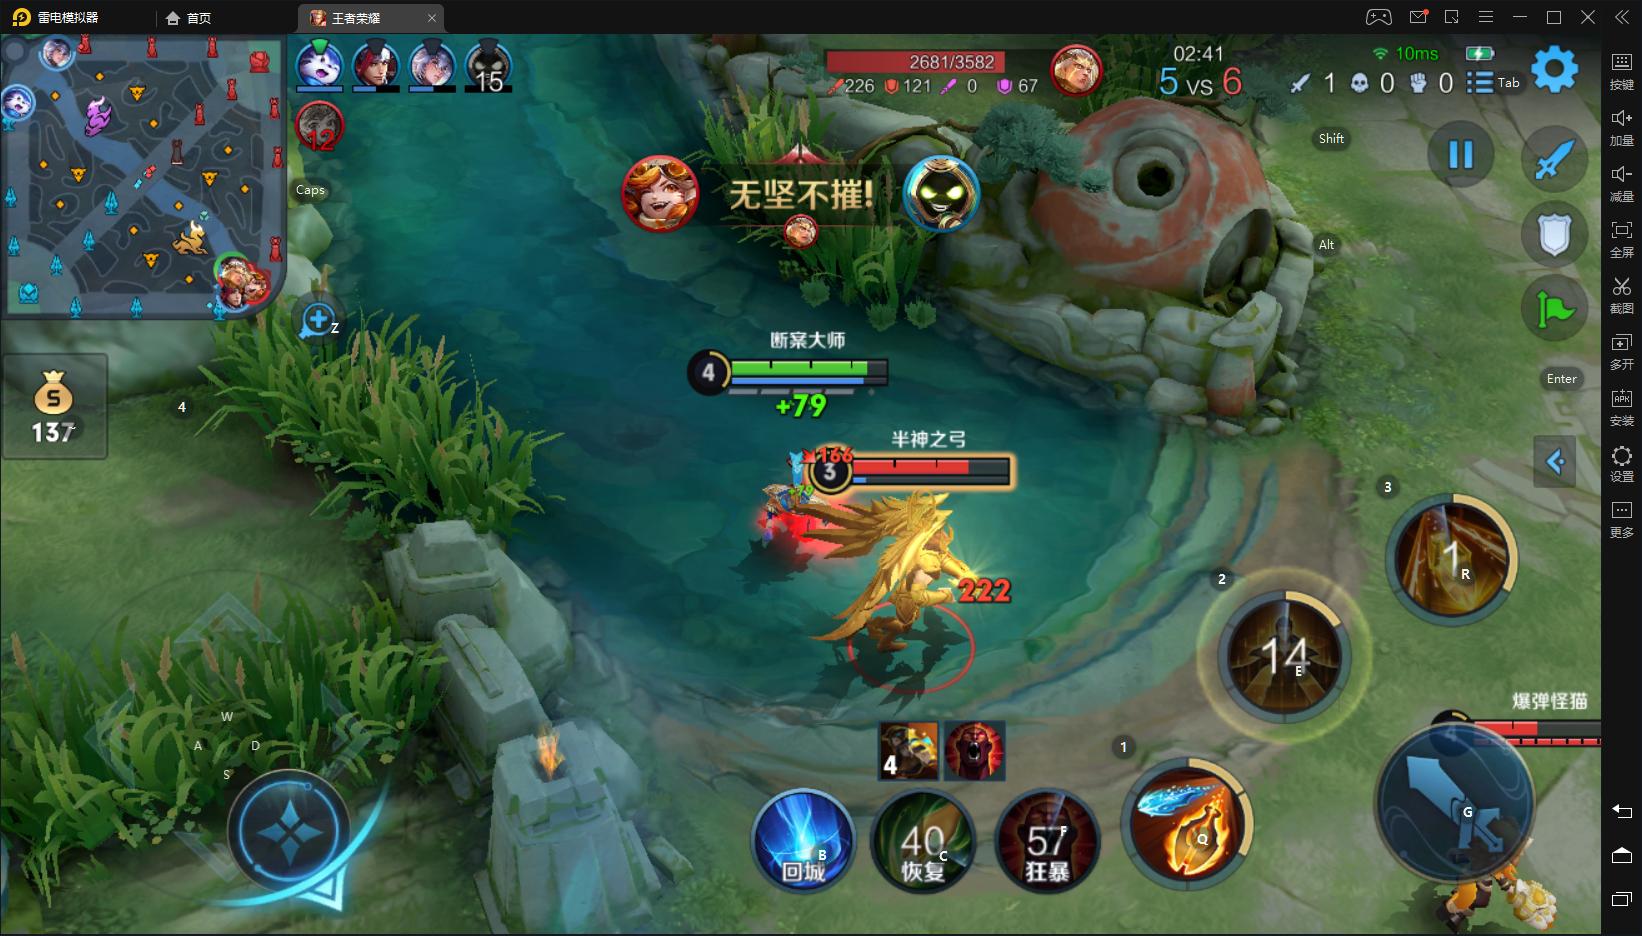 雷电模拟器
首页
王者荣耀
15
12
Caps
2681/3582
226 121 0 67
02:41
5 vs 6
10ms
1 0 0
Tab
Shift
无坚不摧!
Alt
Enter
Z
137
4
断案大师
4
+79
半神之弓
166
3
+79
222
3
1
R
2
14
E
W
A
D
S
4
1
爆弹怪猫
4
G
B
回城
40
C
恢复
57
F
狂暴
Q
按键
加量
减量
全屏
截图
多开
APK
安装
设置
更多